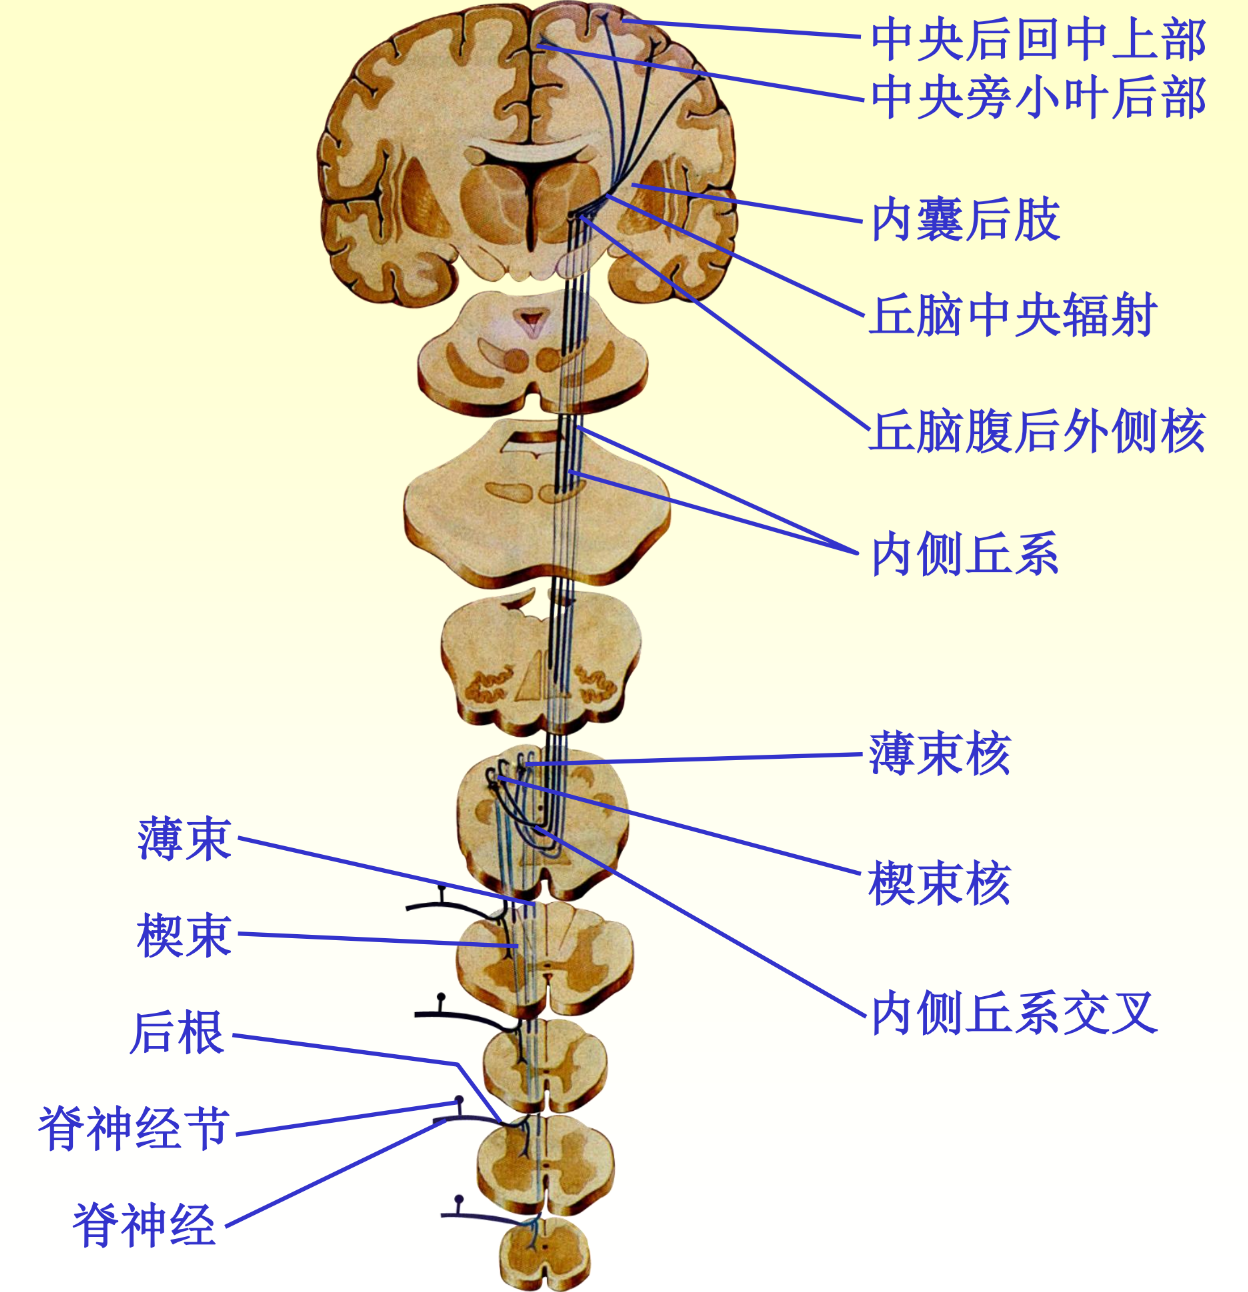 中央后回中上部
中央旁小叶后部
内囊后肢
丘脑中央辐射
丘脑腹后外侧核
内侧丘系
薄束核
楔束核
内侧丘系交叉
薄束
楔束
后根
脊神经节
脊神经